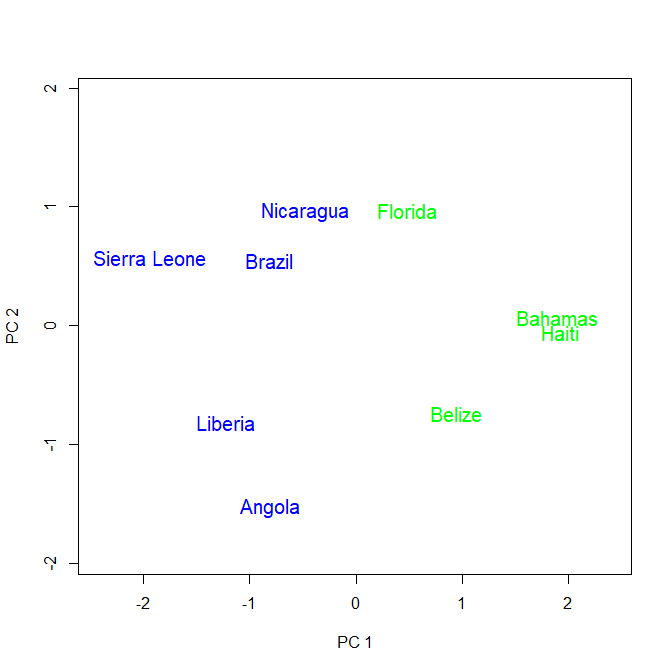 2
1
0
-1
-2
PC 2
Nicaragua
Florida
Sierra Leone
Brazil
Bahamas
Haiti
Belize
Liberia
Angola
-2 -1 0 1 2
PC 1